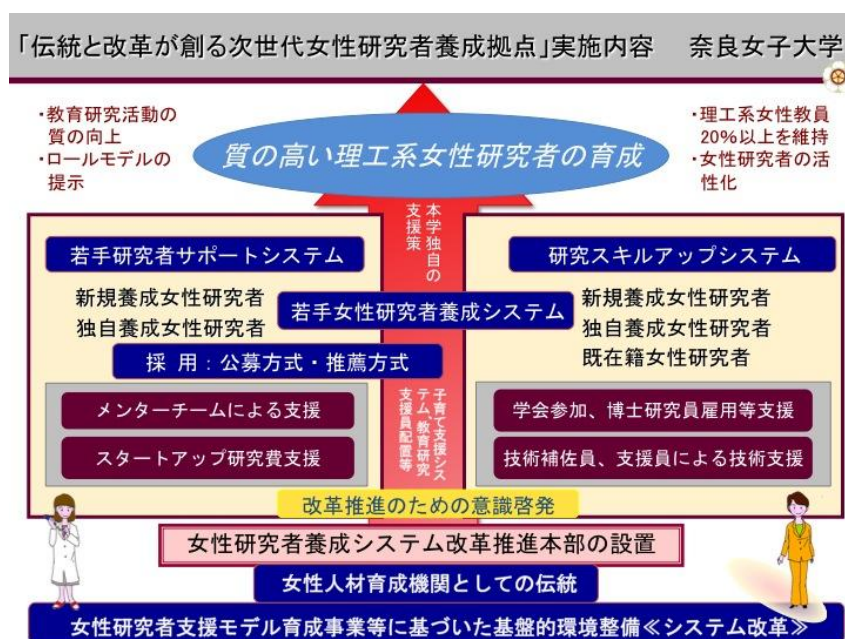 「伝統と改革が創る次世代女性研究者養成拠点」実施内容　奈良女子大学
・教育研究活動の
質の向上
・ロールモデルの
提示
質の高い理工系女性研究者の育成
・理工系女性教員
20%以上を維持
・女性研究者の活
性化
本学独自の
支援策
若手研究者サポートシステム
新規養成女性研究者
独自養成女性研究者
若手女性研究者養成システム
採　用：公募方式・推薦方式
メンターチームによる支援
スタートアップ研究費支援
子育て支援シス
テム、教育研究
支援員配置等
研究スキルアップシステム
新規養成女性研究者
独自養成女性研究者
既在籍女性研究者
学会参加、博士研究員雇用等支援
技術補佐員、支援員による技術支援
改革推進のための意識啓発
女性研究者養成システム改革推進本部の設置
女性人材育成機関としての伝統
女性研究者支援モデル育成事業等に基づいた基盤的環境整備≪システム改革≫